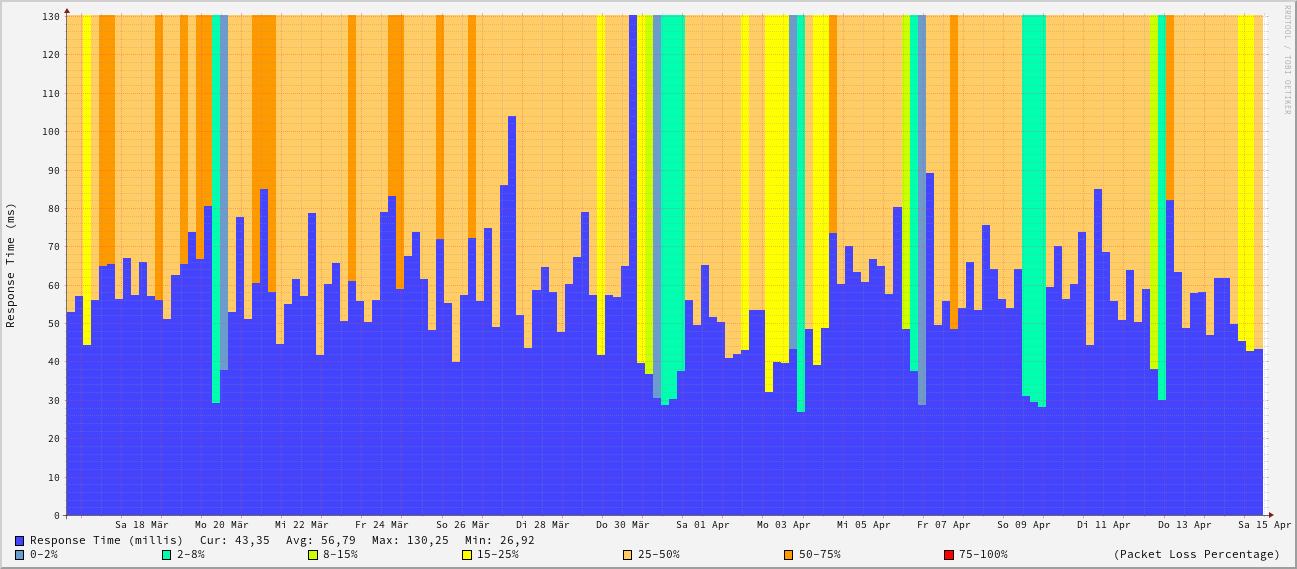 130
120
110
100
90
80
70
60
50
40
30
20
10
0
Response Time (ms)
RRDTOOL / TOBI OETIKER
Sa 18 Mär Mo 20 Mär Mi 22 Mär Fr 24 Mär So 26 Mär Di 28 Mär Do 30 Mär Sa 01 Apr Mo 03 Apr Mi 05 Apr Fr 07 Apr So 09 Apr Di 11 Apr Do 13 Apr Sa 15 Apr
Response Time (millis) Cur: 43,35 Avg: 56,79 Max: 130,25 Min: 26,92
0-2% 2-8% 8-15% 15-25% 25-50% 50-75% 75-100% (Packet Loss Percentage)